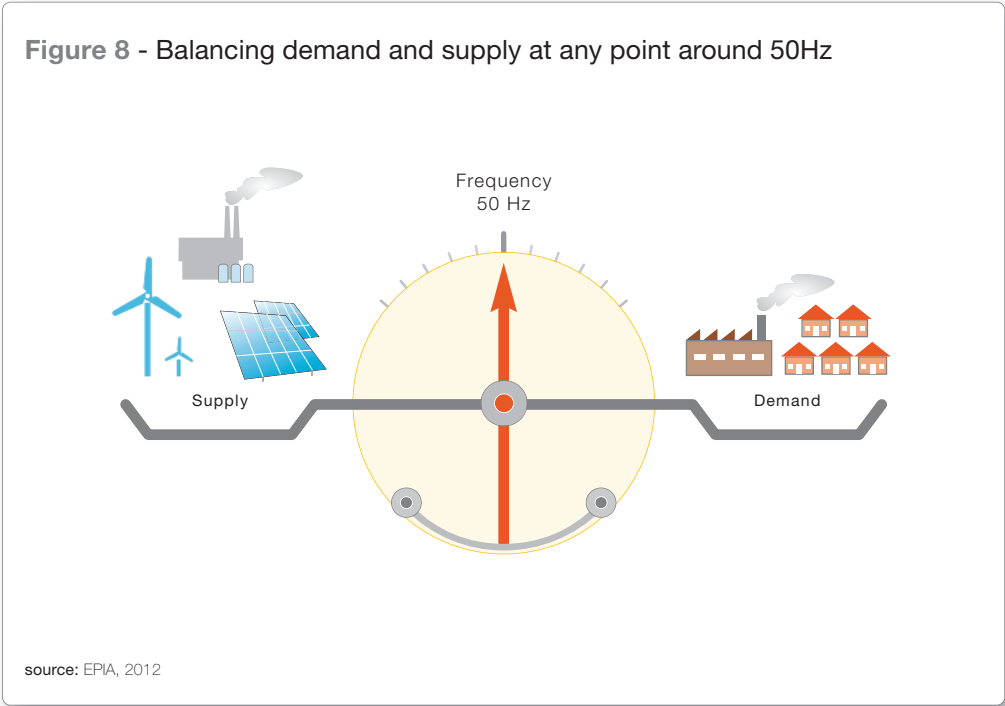 Figure 8 - Balancing demand and supply at any point around 50Hz
Frequency
50 Hz
Supply
Demand
source: EPIA, 2012